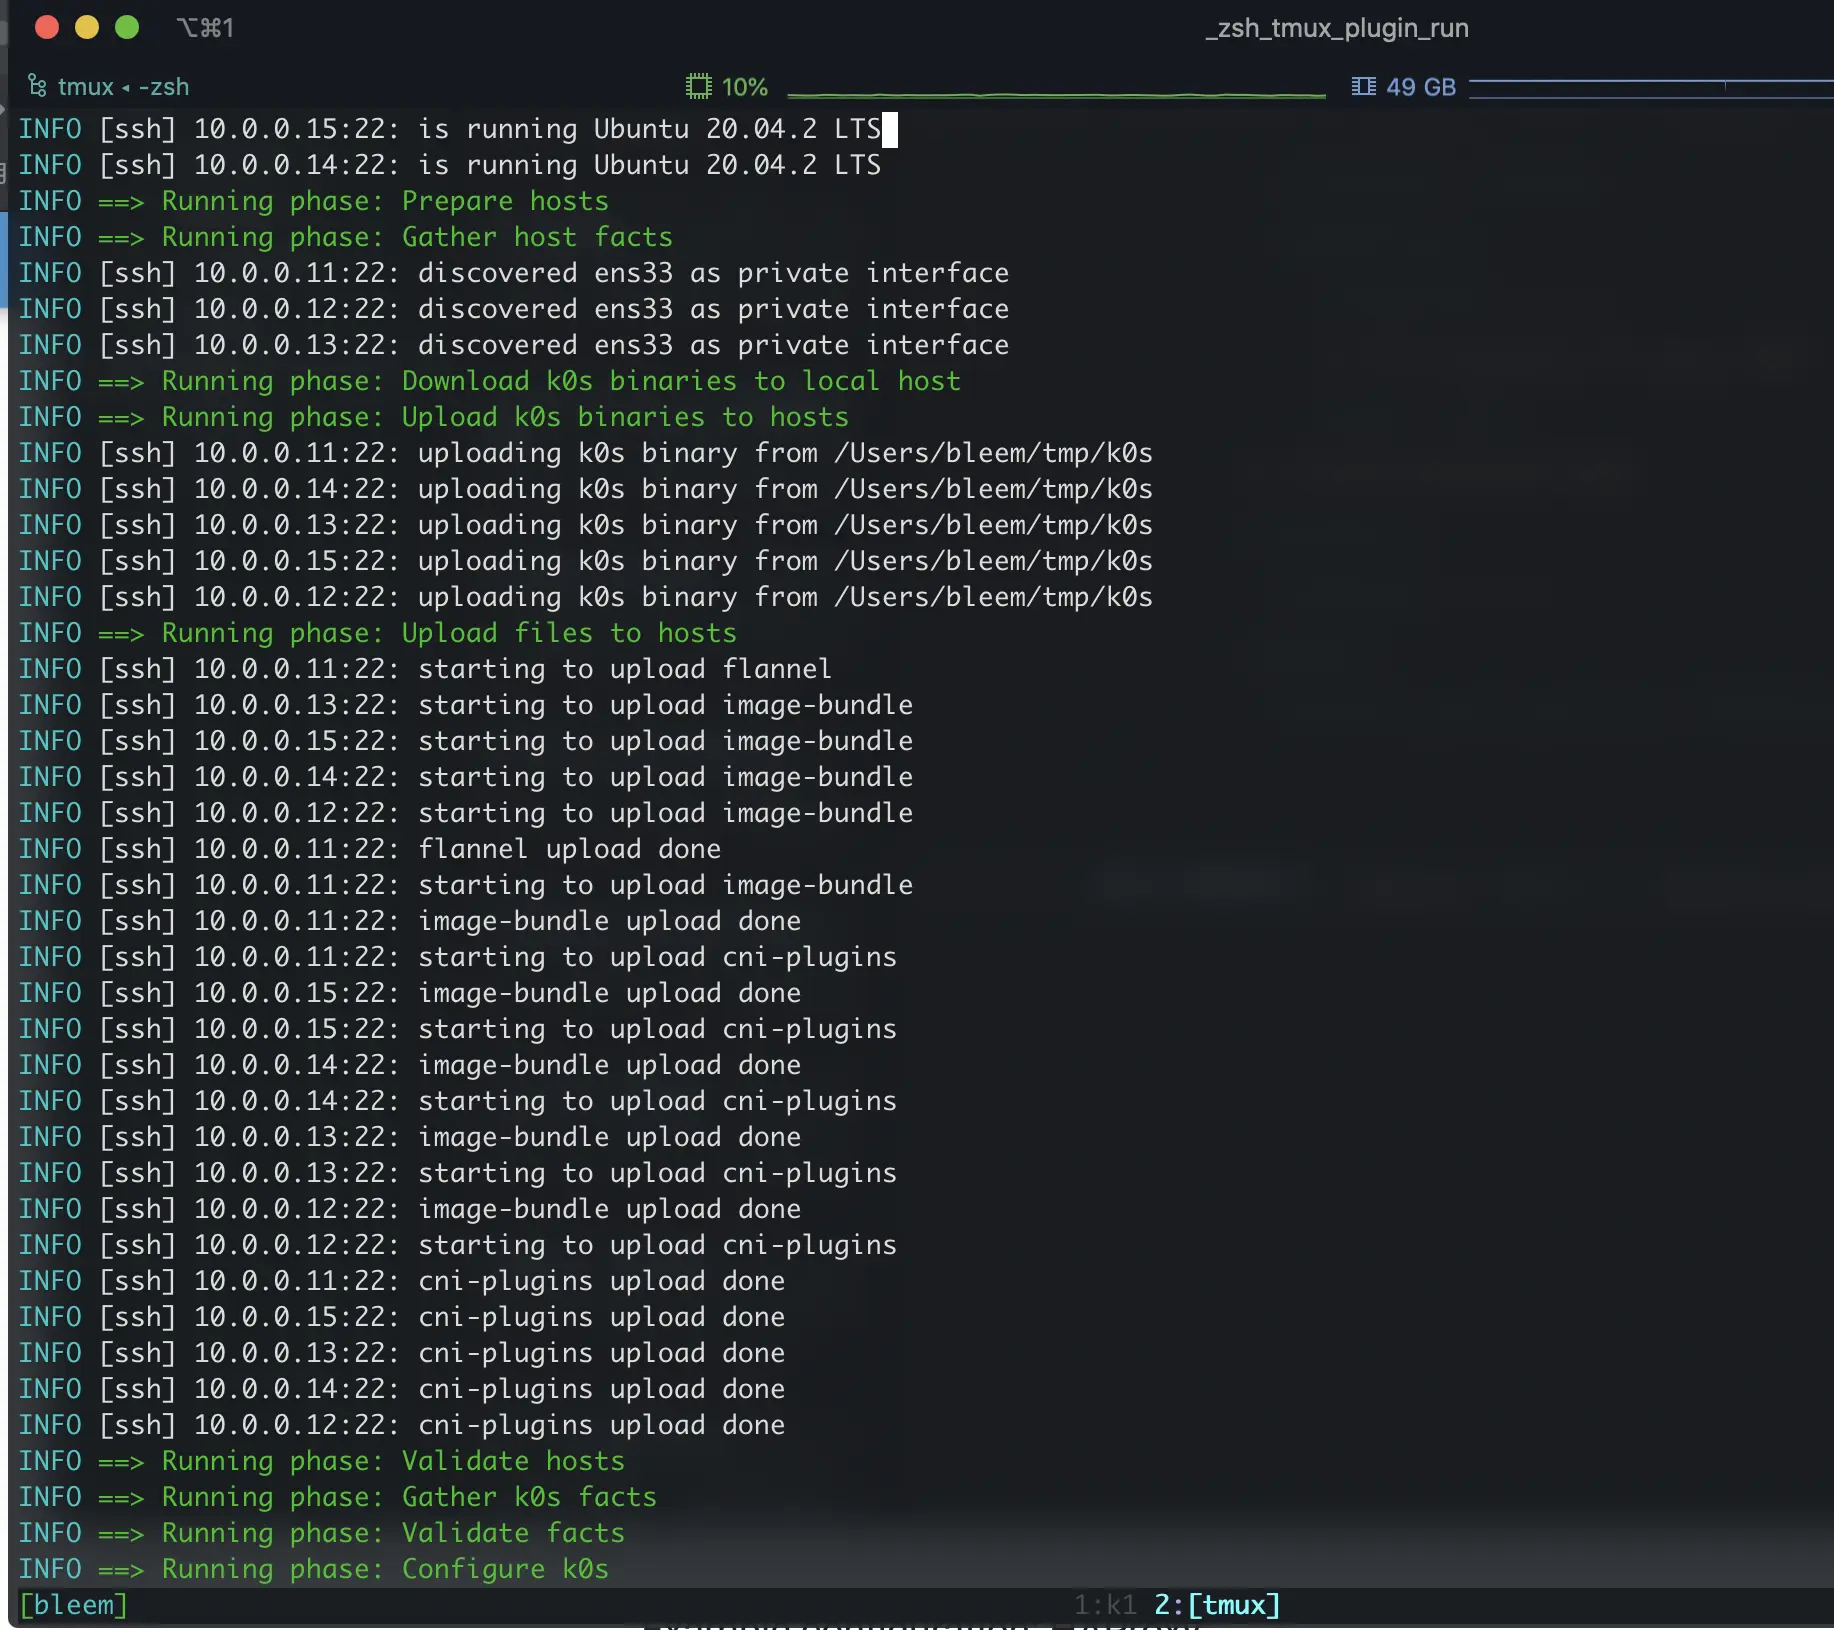 ⌥⌘1
_zsh_tmux_plugin_run
tmux ◂ -zsh
10%
49 GB
INFO [ssh] 10.0.0.15:22: is running Ubuntu 20.04.2 LTS
INFO [ssh] 10.0.0.14:22: is running Ubuntu 20.04.2 LTS
INFO ==> Running phase: Prepare hosts
INFO ==> Running phase: Gather host facts
INFO [ssh] 10.0.0.11:22: discovered ens33 as private interface
INFO [ssh] 10.0.0.12:22: discovered ens33 as private interface
INFO [ssh] 10.0.0.13:22: discovered ens33 as private interface
INFO ==> Running phase: Download k0s binaries to local host
INFO ==> Running phase: Upload k0s binaries to hosts
INFO [ssh] 10.0.0.11:22: uploading k0s binary from /Users/bleem/tmp/k0s
INFO [ssh] 10.0.0.14:22: uploading k0s binary from /Users/bleem/tmp/k0s
INFO [ssh] 10.0.0.13:22: uploading k0s binary from /Users/bleem/tmp/k0s
INFO [ssh] 10.0.0.15:22: uploading k0s binary from /Users/bleem/tmp/k0s
INFO [ssh] 10.0.0.12:22: uploading k0s binary from /Users/bleem/tmp/k0s
INFO ==> Running phase: Upload files to hosts
INFO [ssh] 10.0.0.11:22: starting to upload flannel
INFO [ssh] 10.0.0.13:22: starting to upload image-bundle
INFO [ssh] 10.0.0.15:22: starting to upload image-bundle
INFO [ssh] 10.0.0.14:22: starting to upload image-bundle
INFO [ssh] 10.0.0.12:22: starting to upload image-bundle
INFO [ssh] 10.0.0.11:22: flannel upload done
INFO [ssh] 10.0.0.11:22: starting to upload image-bundle
INFO [ssh] 10.0.0.11:22: image-bundle upload done
INFO [ssh] 10.0.0.11:22: starting to upload cni-plugins
INFO [ssh] 10.0.0.15:22: image-bundle upload done
INFO [ssh] 10.0.0.15:22: starting to upload cni-plugins
INFO [ssh] 10.0.0.14:22: image-bundle upload done
INFO [ssh] 10.0.0.14:22: starting to upload cni-plugins
INFO [ssh] 10.0.0.13:22: image-bundle upload done
INFO [ssh] 10.0.0.13:22: starting to upload cni-plugins
INFO [ssh] 10.0.0.12:22: image-bundle upload done
INFO [ssh] 10.0.0.12:22: starting to upload cni-plugins
INFO [ssh] 10.0.0.11:22: cni-plugins upload done
INFO [ssh] 10.0.0.15:22: cni-plugins upload done
INFO [ssh] 10.0.0.13:22: cni-plugins upload done
INFO [ssh] 10.0.0.14:22: cni-plugins upload done
INFO [ssh] 10.0.0.12:22: cni-plugins upload done
INFO ==> Running phase: Validate hosts
INFO ==> Running phase: Gather k0s facts
INFO ==> Running phase: Validate facts
INFO ==> Running phase: Configure k0s
[bleem] 1:k1 2:[tmux]